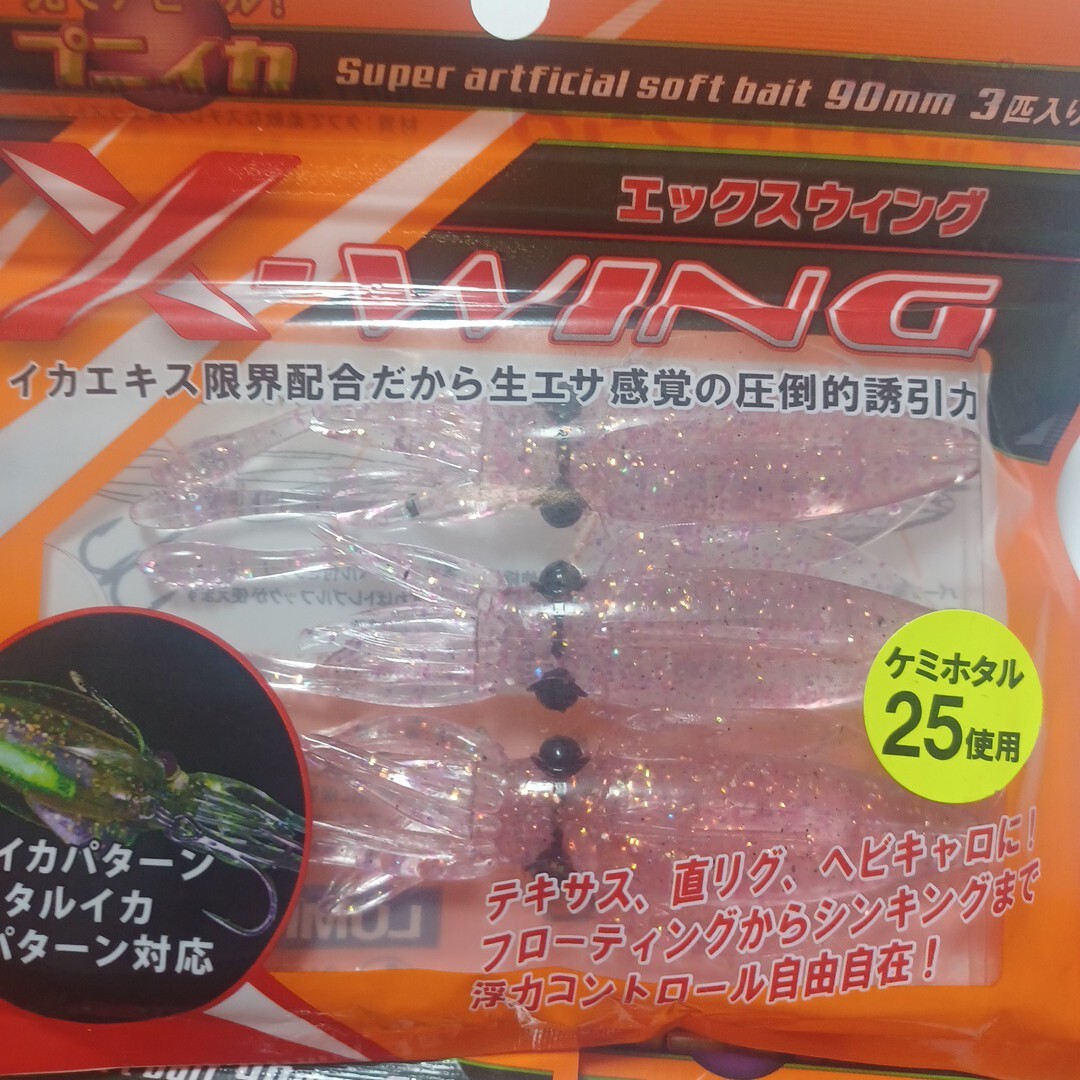 プニイカ
Super artficial soft bait 90mm 3匹入り
エックスウィング
X-WING
イカエキス限界配合だから生エサ感覚の圧倒的誘引力
ケミホタル
25使用
イカパターン
タルイカ
パターン対応
LUMI
テキサス、直リグ、ヘビキャロに!
フローティングからシンキングまで
浮力コントロール自由自在!